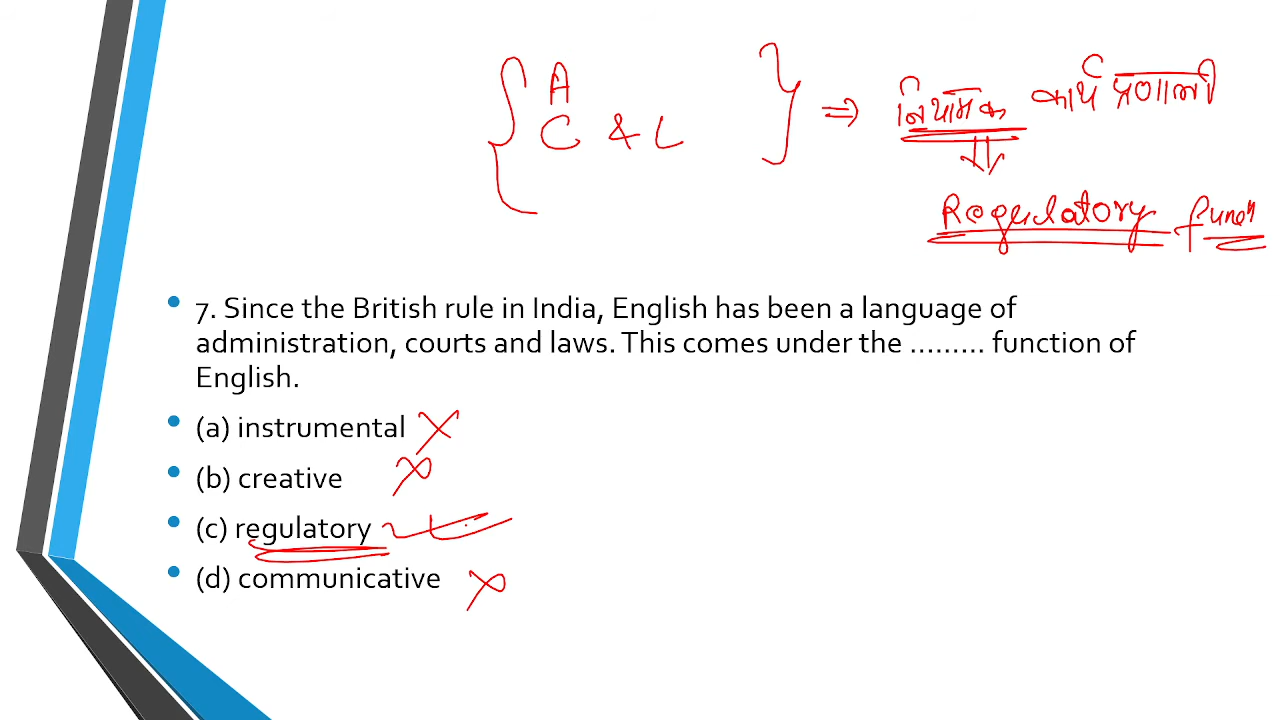 A
C & L
⇒ नियामक कार्य प्रणाली
Regulatory funcn
• 7. Since the British rule in India, English has been a language of
administration, courts and laws. This comes under the ......... function of
English.
• (a) instrumental
• (b) creative
• (c) regulatory
• (d) communicative